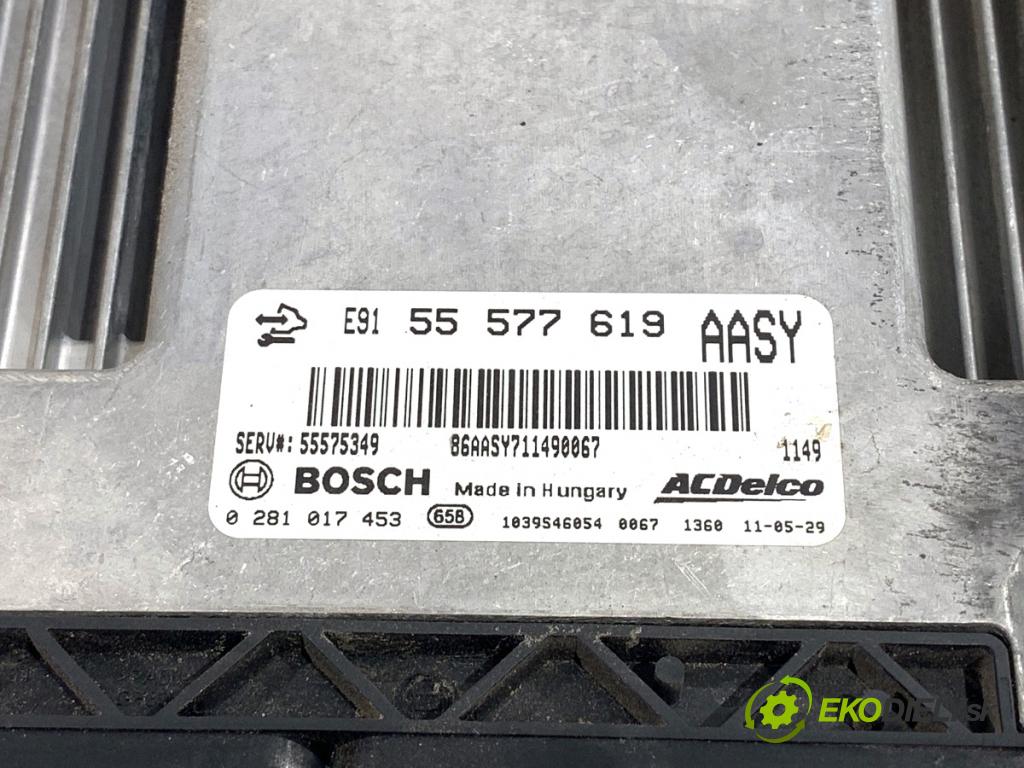 E91 55 577 619 AASY
SERV#: 55575349 86AASY711490067 1149
BOSCH Made in Hungary ACDelco
0 281 017 453 65B 1039S46054 0067 1360 11-05-29
EKODIELY.sk